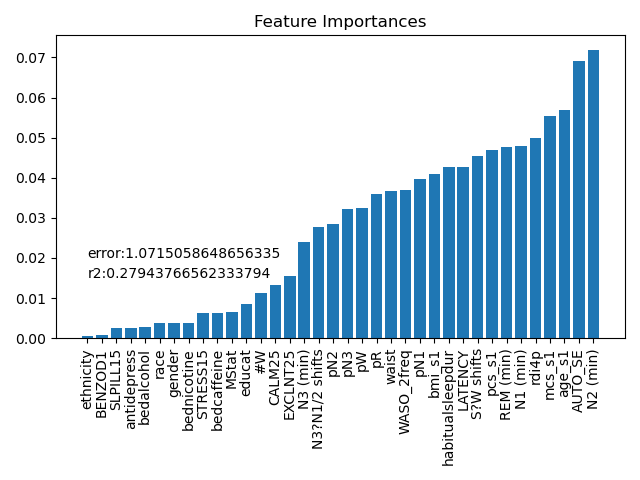 Feature Importances
0.07
0.06
0.05
0.04
0.03
0.02
0.01
0.00
error:1.0715058648656335
r2:0.27943766562333794
ethnicity
BENZOD1
SLPILL15
antidepress
bedalcohol
race
gender
bednicotine
STRESS15
bedcaffeine
MStat
educat
#W
CALM25
EXCLNT25
N3 (min)
N3?N1/2 shifts
pN2
pN3
pW
pR
waist
WASO_2freq
pN1
bmi_s1
habitualsleepdur
LATENCY
S?W shifts
pcs_s1
REM (min)
N1 (min)
rdi4p
mcs_s1
age_s1
AUTO_SE
N2 (min)